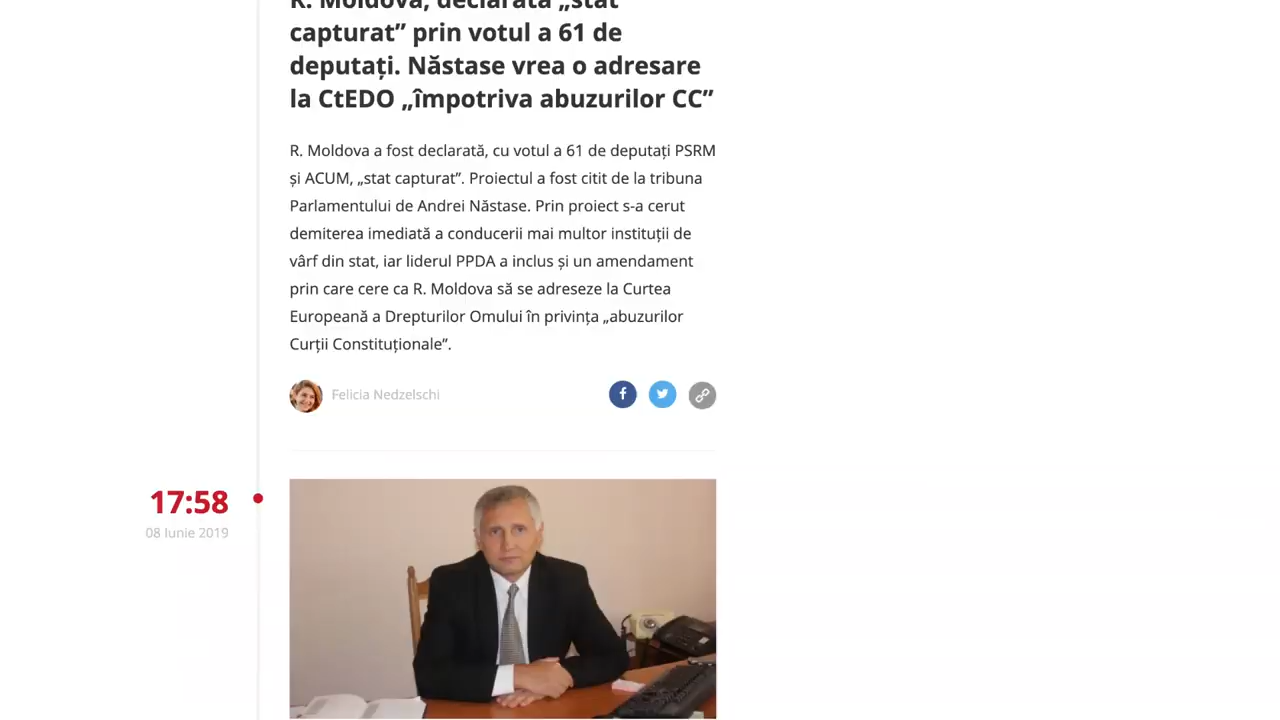 R. Moldova, declarată „stat
capturat” prin votul a 61 de
deputați. Năstase vrea o adresare
la CtEDO „împotriva abuzurilor CC”
R. Moldova a fost declarată, cu votul a 61 de deputați PSRM
și ACUM, „stat capturat”. Proiectul a fost citit de la tribuna
Parlamentului de Andrei Năstase. Prin proiect s-a cerut
demiterea imediată a conducerii mai multor instituții de
vârf din stat, iar liderul PPDA a inclus și un amendament
prin care cere ca R. Moldova să se adreseze la Curtea
Europeană a Drepturilor Omului în privința „abuzurilor
Curții Constituționale”.
Felicia Nedzelschi
17:58
08 Iunie 2019